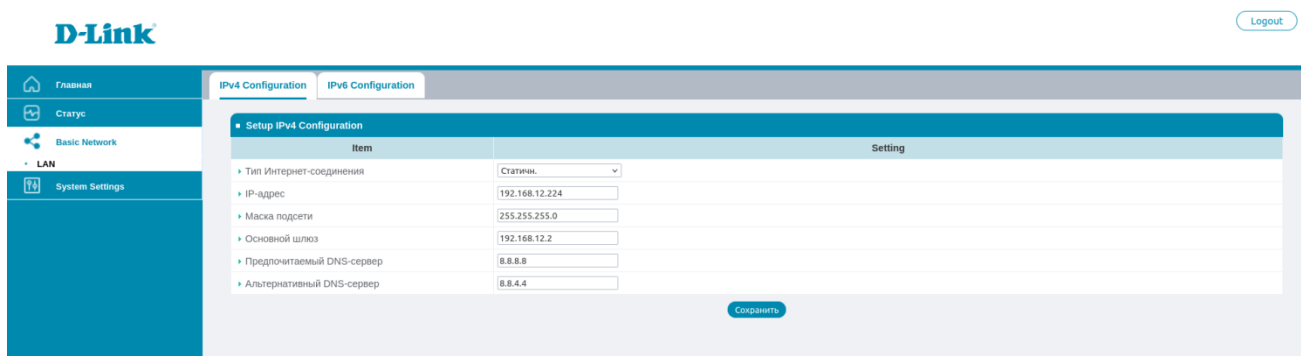 Logout
D-Link
Главная
IPv4 Configuration IPv6 Configuration
Статус
Setup IPv4 Configuration
Basic Network
Item Setting
LAN
Тип Интернет-соединения Статичн.
System Settings
IP-адрес 192.168.12.224
Маска подсети 255.255.255.0
Основной шлюз 192.168.12.2
Предпочитаемый DNS-сервер 8.8.8.8
Альтернативный DNS-сервер 8.8.4.4
Сохранить